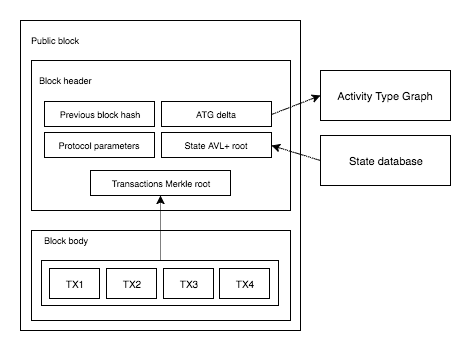 Public block
Block header
Previous block hash
ATG delta
Activity Type Graph
Protocol parameters
State AVL+ root
State database
Transactions Merkle root
Block body
TX1
TX2
TX3
TX4